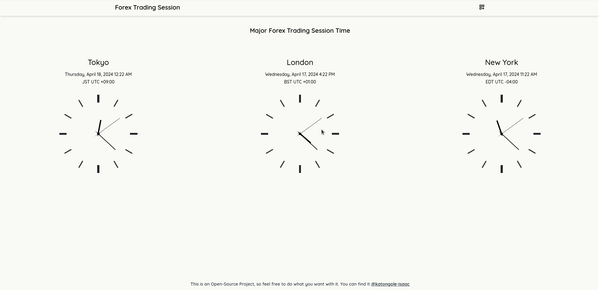 Forex Trading Session
Major Forex Trading Session Time
Tokyo
Thursday, April 18, 2024 12:22 AM
JST UTC +09:00
London
Wednesday, April 17, 2024 4:22 PM
BST UTC +01:00
New York
Wednesday, April 17, 2024 11:22 AM
EDT UTC -04:00
This is an Open-Source Project, so feel free to do what you want with it. You can find it @katongole-isaac